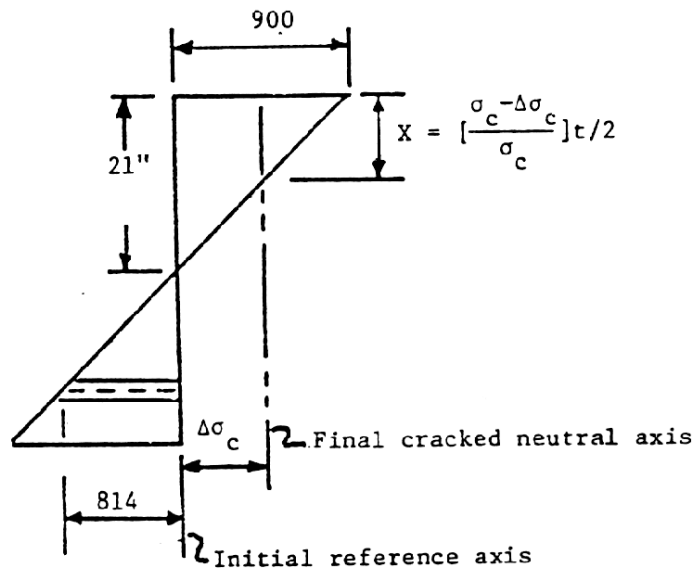 900
21"
X = [σc-Δσc/σc]t/2
Δσc
Final cracked neutral axis
814
Initial reference axis